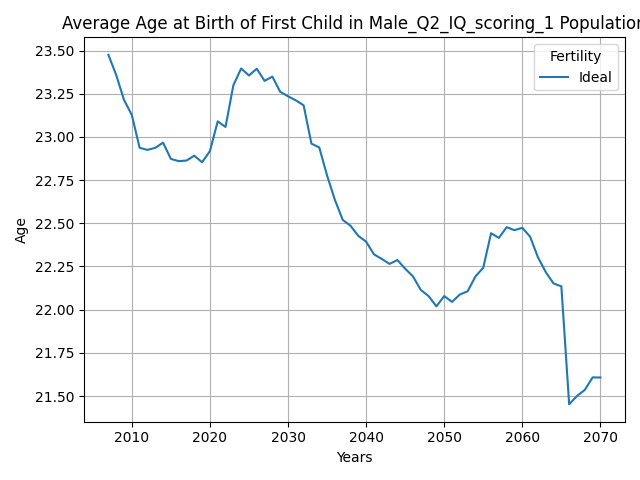 Average Age at Birth of First Child in Male_Q2_IQ_scoring_1 Population
Fertility
Ideal
23.50
23.25
23.00
22.75
22.50
22.25
22.00
21.75
21.50
Age
2010 2020 2030 2040 2050 2060 2070
Years